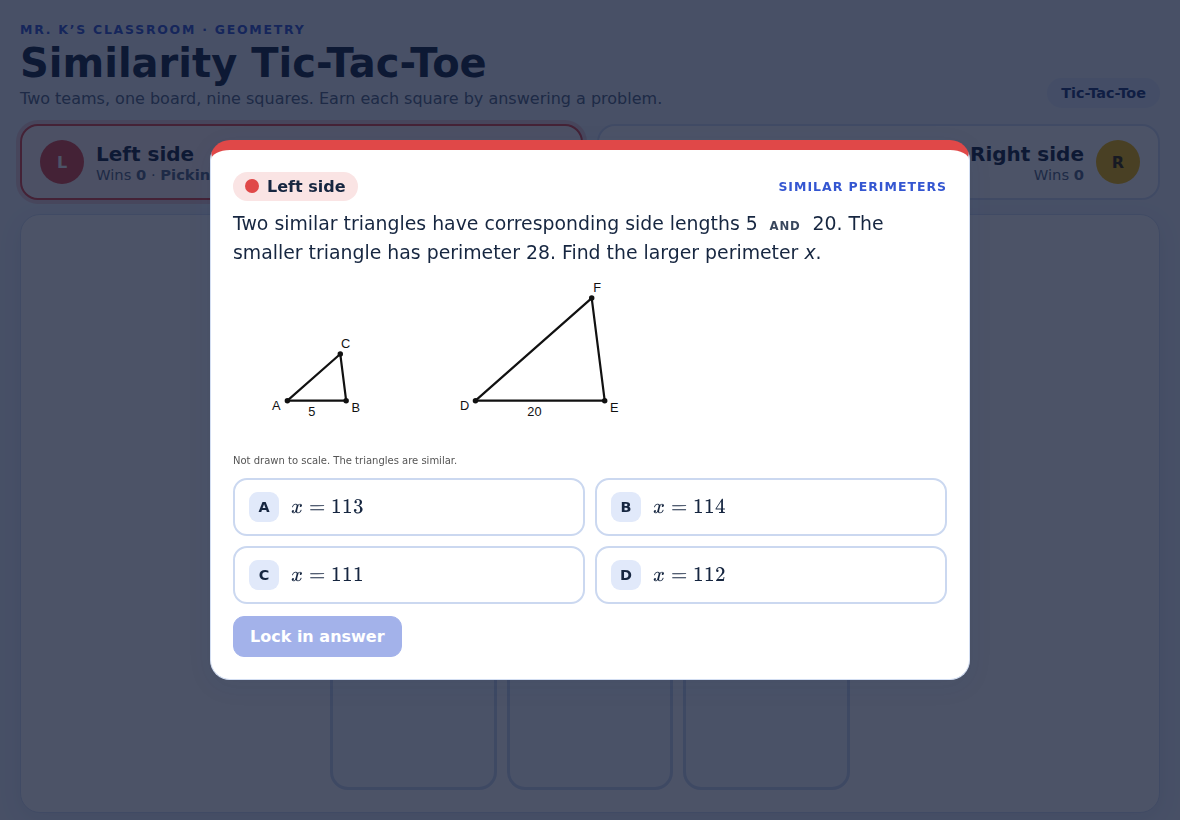 MR. K’S CLASSROOM · GEOMETRY
Similarity Tic-Tac-Toe
Two teams, one board, nine squares. Earn each square by answering a problem.
Tic-Tac-Toe
L
Left side
Wins 0 · Pickin
Right side
Wins 0
R
Left side
SIMILAR PERIMETERS
Two similar triangles have corresponding side lengths 5 AND 20. The
smaller triangle has perimeter 28. Find the larger perimeter x.
F
C
A
5
B
D
20
E
Not drawn to scale. The triangles are similar.
A x = 113
B x = 114
C x = 111
D x = 112
Lock in answer